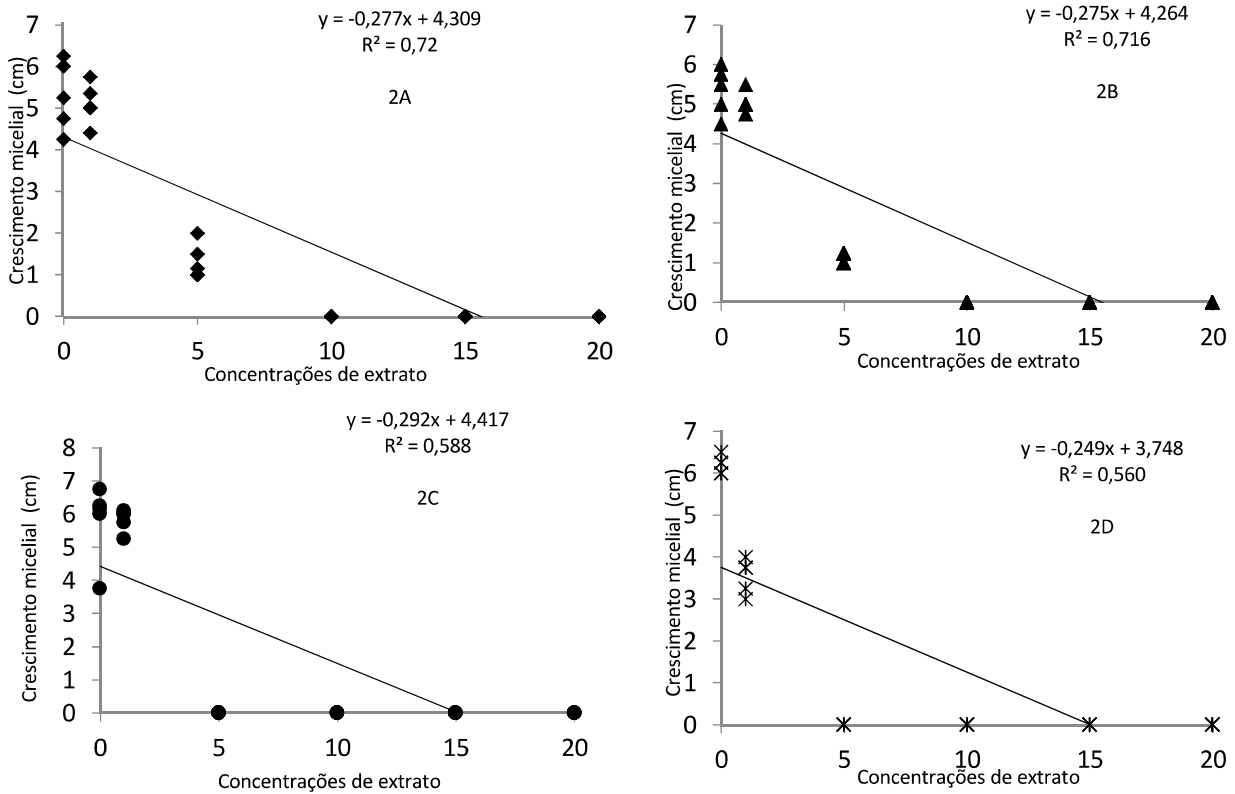 y = -0,277x + 4,309
R² = 0,72
2A
Crescimento micelial (cm)
7
6
5
4
3
2
1
0
0 5 10 15 20
Concentrações de extrato
y = -0,275x + 4,264
R² = 0,716
2B
Crescimento micelial (cm)
7
6
5
4
3
2
1
0
0 5 10 15 20
Concentrações de extrato
y = -0,292x + 4,417
R² = 0,588
2C
Crescimento micelial (cm)
8
7
6
5
4
3
2
1
0
0 5 10 15 20
Concentrações de extrato
y = -0,249x + 3,748
R² = 0,560
2D
Crescimento micelial (cm)
7
6
5
4
3
2
1
0
0 5 10 15 20
Concentrações de extrato